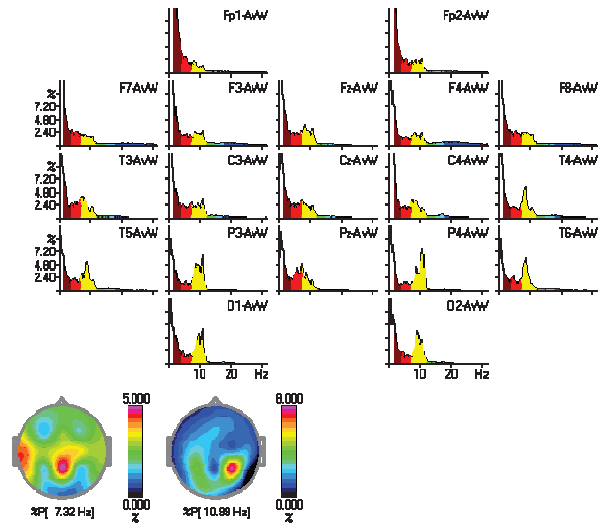 Fp1-AvW Fp2-AvW
F7-AvW F3-AvW Fz-AvW F4-AvW F8-AvW
%
7.20
4.80
2.40
T3-AvW C3-AvW Cz-AvW C4-AvW T4-AvW
%
7.20
4.80
2.40
T5-AvW P3-AvW Pz-AvW P4-AvW T6-AvW
%
7.20
4.80
2.40
O1-AvW O2-AvW
10 20 Hz 10 20 Hz
5.000 8.000
0.000 0.000
%P[ 7.32 Hz] % %P[ 10.99 Hz] %